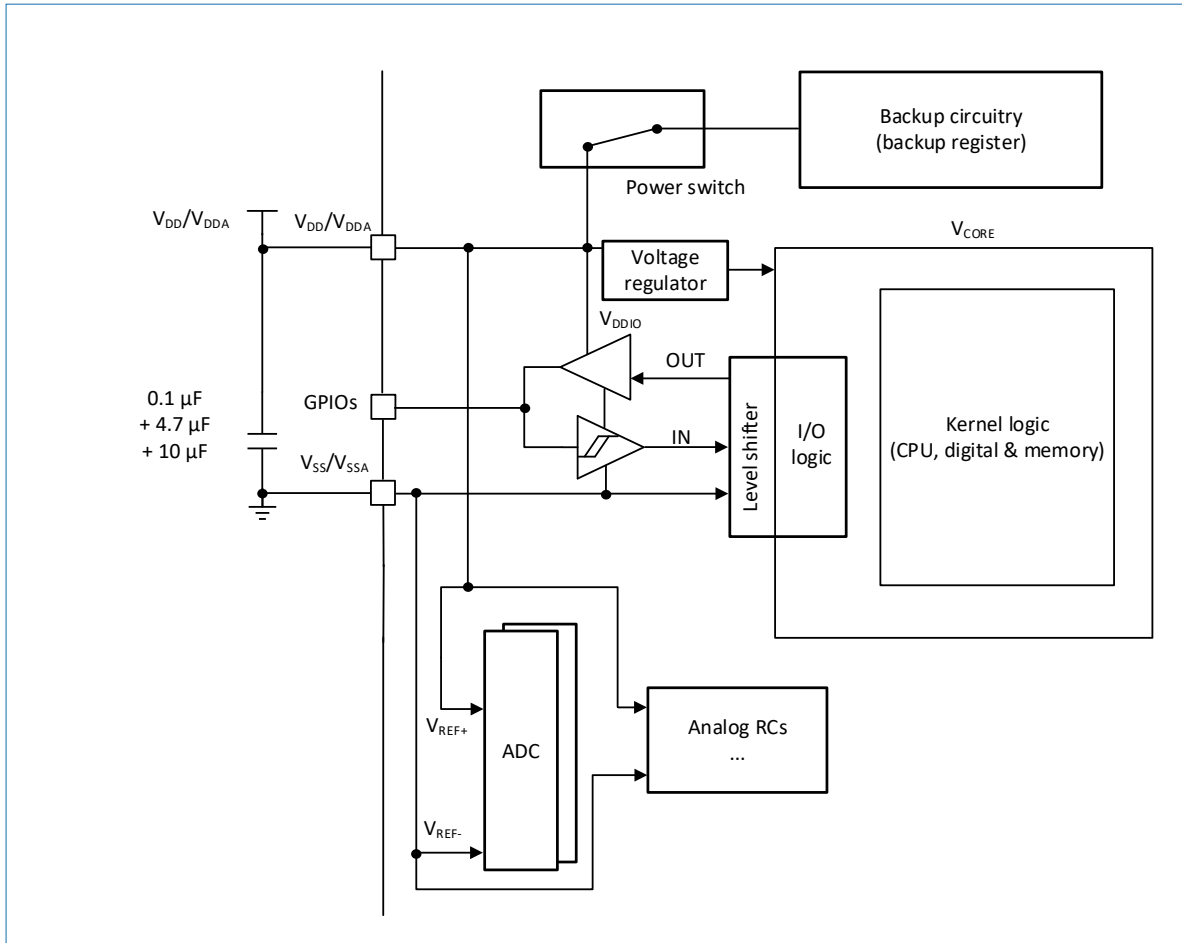 Backup circuitry
(backup register)
Power switch
VDD/VDDA
VDD/VDDA
VCORE
Voltage
regulator
VDDIO
OUT
0.1 µF
+ 4.7 µF
+ 10 µF
GPIOs
IN
Level shifter
I/O
logic
Kernel logic
(CPU, digital & memory)
VSS/VSSA
VREF+
ADC
Analog RCs
...
VREF-